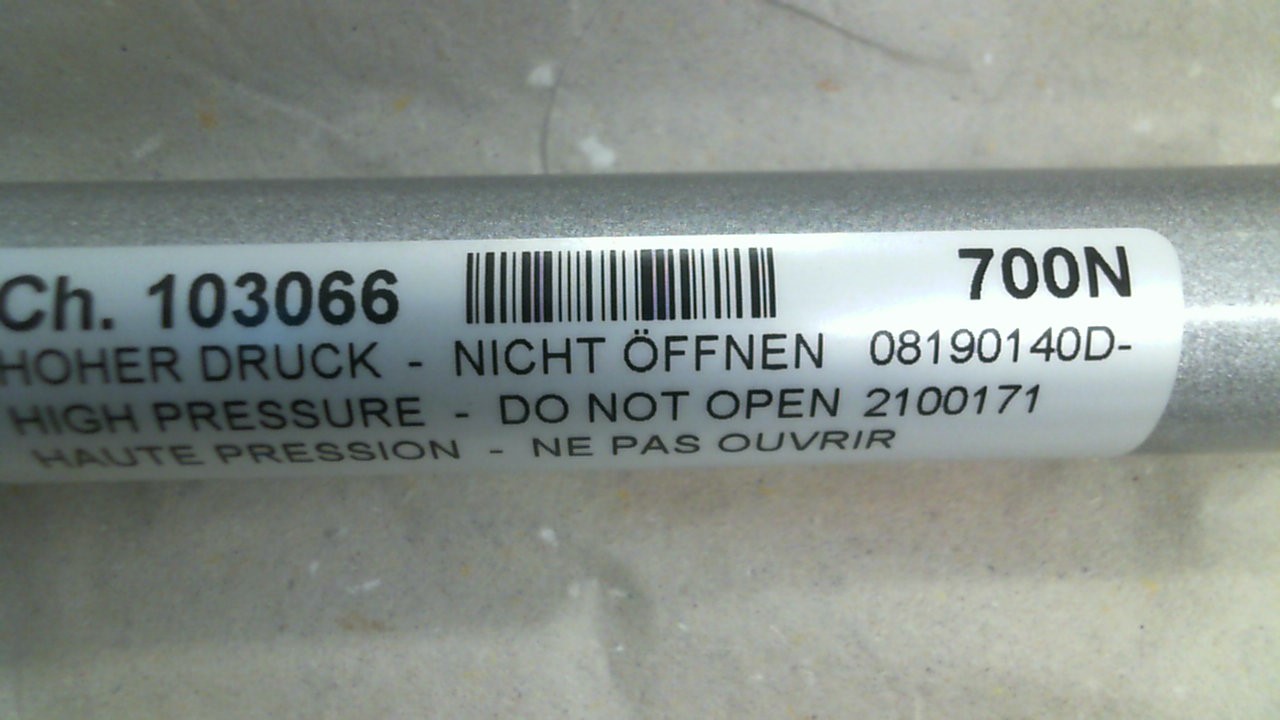 Ch. 103066 700N
HOHER DRUCK - NICHT ÖFFNEN 08190140D-
HIGH PRESSURE - DO NOT OPEN 2100171
HAUTE PRESSION - NE PAS OUVRIR